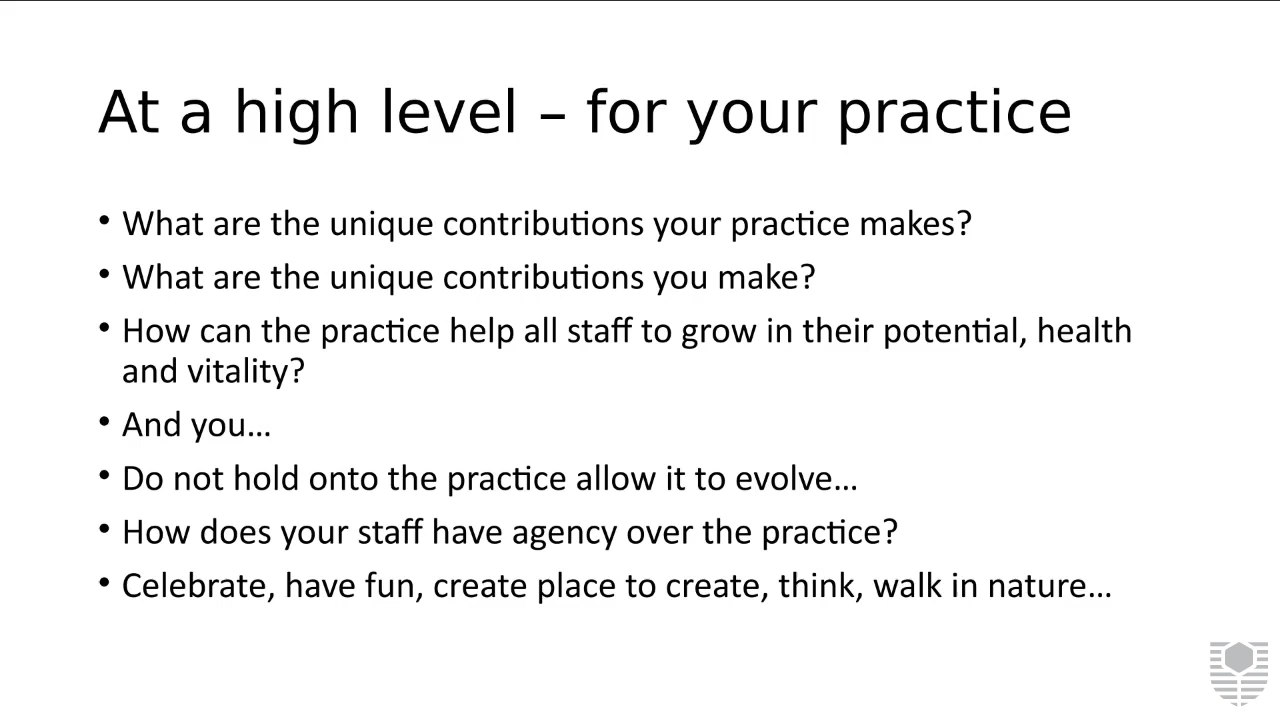 At a high level – for your practice
• What are the unique contributions your practice makes?
• What are the unique contributions you make?
• How can the practice help all staff to grow in their potential, health
and vitality?
• And you…
• Do not hold onto the practice allow it to evolve…
• How does your staff have agency over the practice?
• Celebrate, have fun, create place to create, think, walk in nature…